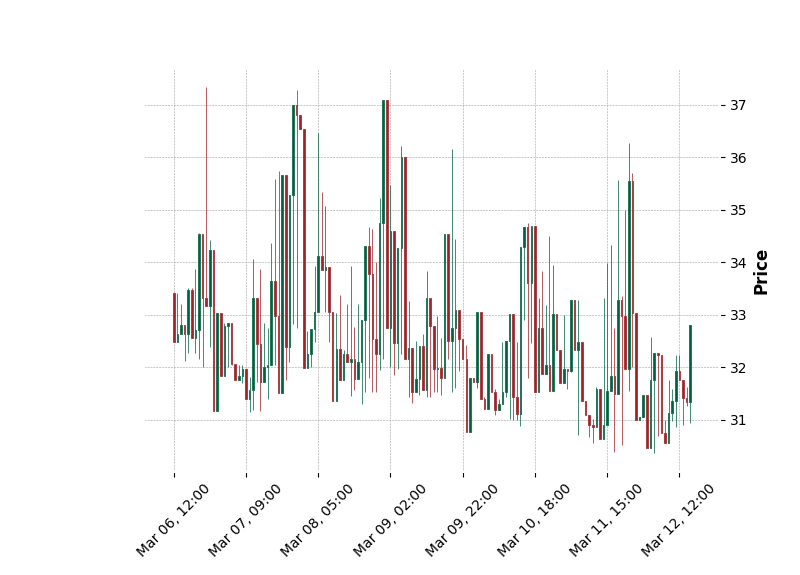 37
36
35
34
33
32
31
Price
Mar 06, 12:00
Mar 07, 09:00
Mar 08, 05:00
Mar 09, 02:00
Mar 09, 22:00
Mar 10, 18:00
Mar 11, 15:00
Mar 12, 12:00